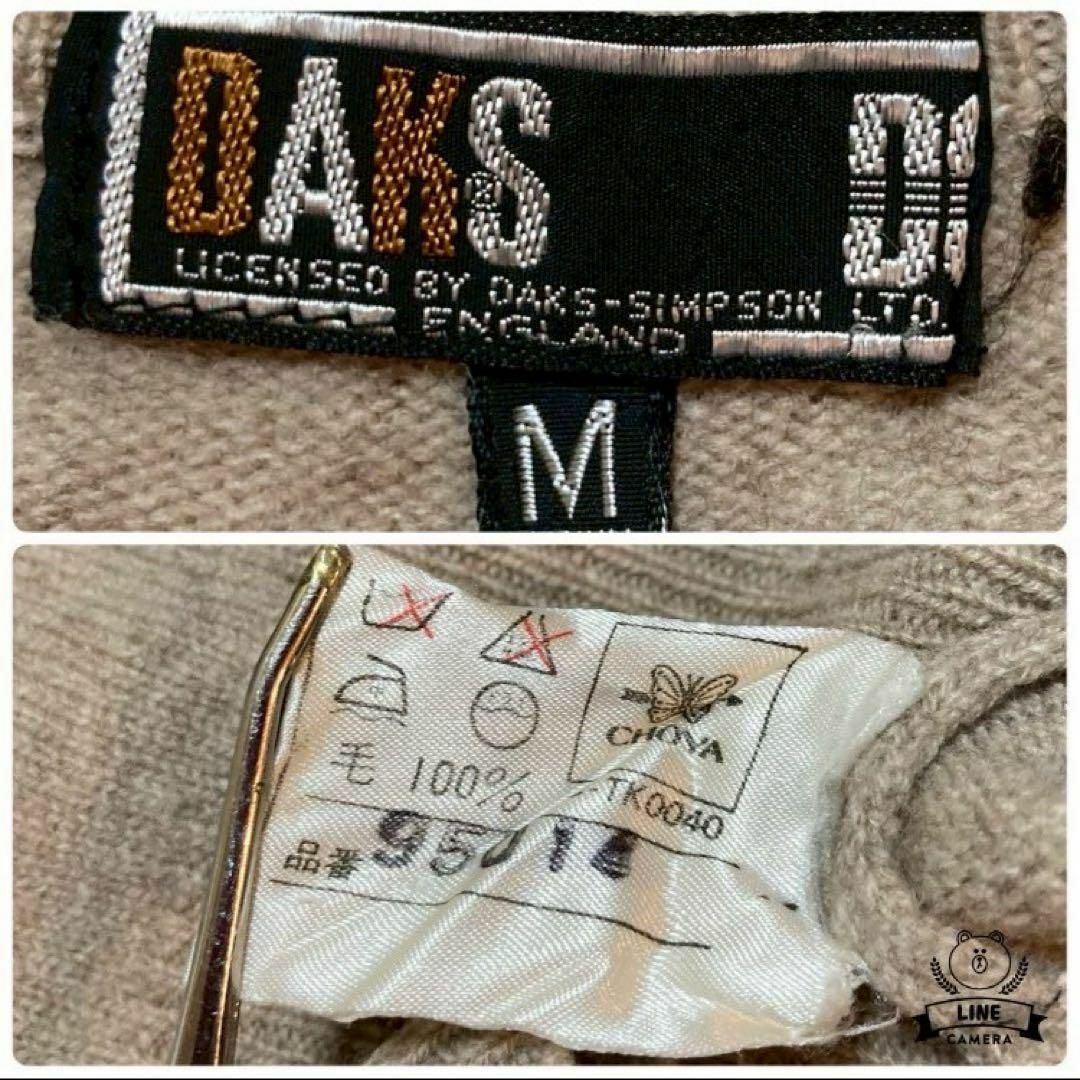 DAKS
LICENSED BY DAKS-SIMPSON LTD.
ENGLAND
M
CHOYA
TK0040
毛 100%
品番
LINE
CAMERA